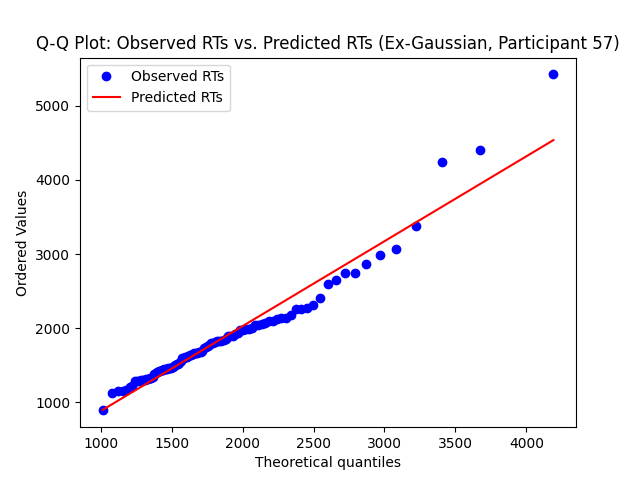 Q-Q Plot: Observed RTs vs. Predicted RTs (Ex-Gaussian, Participant 57)
Observed RTs
Predicted RTs
Ordered Values
5000
4000
3000
2000
1000
1000 1500 2000 2500 3000 3500 4000
Theoretical quantiles